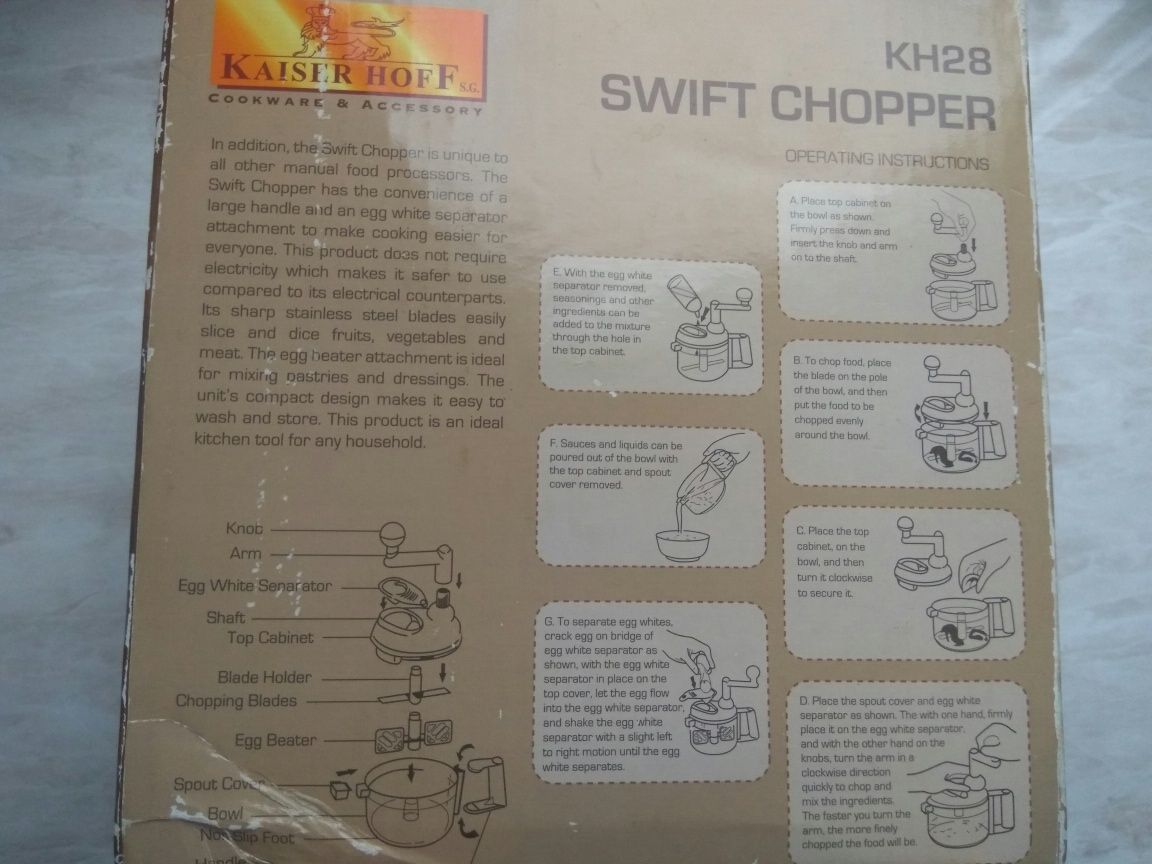 KAISER HOFF S.G.
COOKWARE & ACCESSORY
In addition, the Swift Chopper is unique to
all other manual food processors. The
Swift Chopper has the convenience of a
large handle and an egg white separator
attachment to make cooking easier for
everyone. This product does not require
electricity which makes it safer to use
compared to its electrical counterparts.
Its sharp stainless steel blades easily
slice and dice fruits, vegetables and
meat. The egg beater attachment is ideal
for mixing pastries and dressings. The
unit's compact design makes it easy to
wash and store. This product is an ideal
kitchen tool for any household.
Knob
Arm
Egg White Separator
Shaft
Top Cabinet
Blade Holder
Chopping Blades
Egg Beater
Spout Cover
Bowl
Non Slip Foot
Handle
KH28
SWIFT CHOPPER
OPERATING INSTRUCTIONS
A. Place top cabinet on
the bowl as shown.
Firmly press down and
insert the knob and arm
on to the shaft.
B. To chop food, place
the blade on the pole
of the bowl, and then
put the food to be
chopped evenly
around the bowl.
C. Place the top
cabinet, on the
bowl, and then
turn it clockwise
to secure it.
D. Place the spout cover and egg white
separator as shown. The with one hand, firmly
place it on the egg white separator,
and with the other hand on the
knobs, turn the arm in a
clockwise direction
quickly to chop and
mix the ingredients.
The faster you turn the
arm, the more finely
chopped the food will be.
E. With the egg white
separator removed,
seasonings and other
ingredients can be
added to the mixture
through the hole in
the top cabinet.
F. Sauces and liquids can be
poured out of the bowl with
the top cabinet and spout
cover removed.
G. To separate egg whites,
crack egg on bridge of
egg white separator as
shown, with the egg white
separator in place on the
top cover, let the egg flow
into the egg white separator,
and shake the egg white
separator with a slight left
to right motion until the egg
white separates.